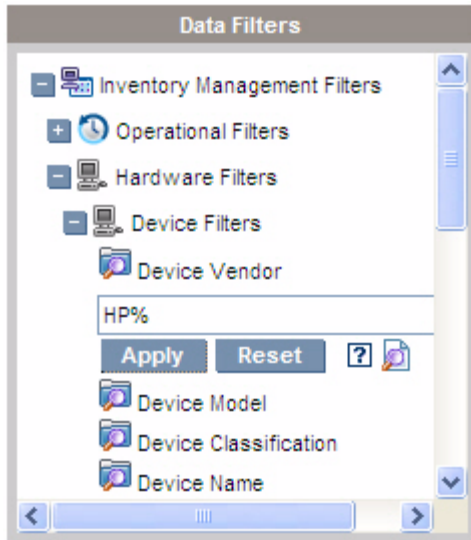 Data Filters
Inventory Management Filters
Operational Filters
Hardware Filters
Device Filters
Device Vendor
HP%
Apply Reset ?
Device Model
Device Classification
Device Name